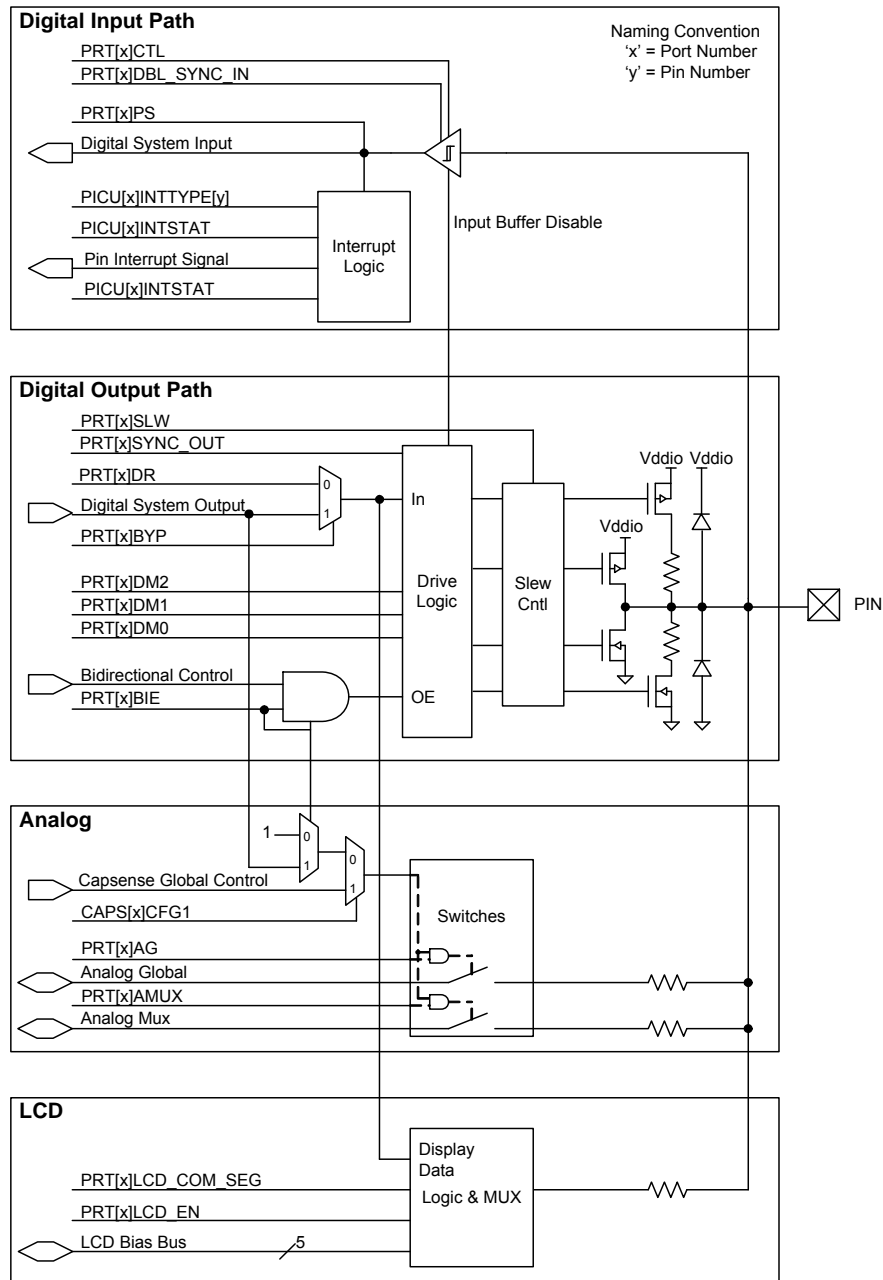 Digital Input Path
Naming Convention
'x' = Port Number
'y' = Pin Number
PRT[x]CTL
PRT[x]DBL_SYNC_IN
PRT[x]PS
Digital System Input
PICU[x]INTTYPE[y]
PICU[x]INTSTAT
Pin Interrupt Signal
PICU[x]INTSTAT
Interrupt
Logic
Input Buffer Disable
Digital Output Path
PRT[x]SLW
PRT[x]SYNC_OUT
PRT[x]DR
Digital System Output
PRT[x]BYP
0
1
In
Vddio Vddio
Vddio
PRT[x]DM2
PRT[x]DM1
PRT[x]DM0
Drive
Logic
Slew
Cntl
PIN
Bidirectional Control
PRT[x]BIE
OE
Analog
1
0
1
0
1
Capsense Global Control
CAPS[x]CFG1
Switches
PRT[x]AG
Analog Global
PRT[x]AMUX
Analog Mux
LCD
Display
Data
Logic & MUX
PRT[x]LCD_COM_SEG
PRT[x]LCD_EN
LCD Bias Bus
5